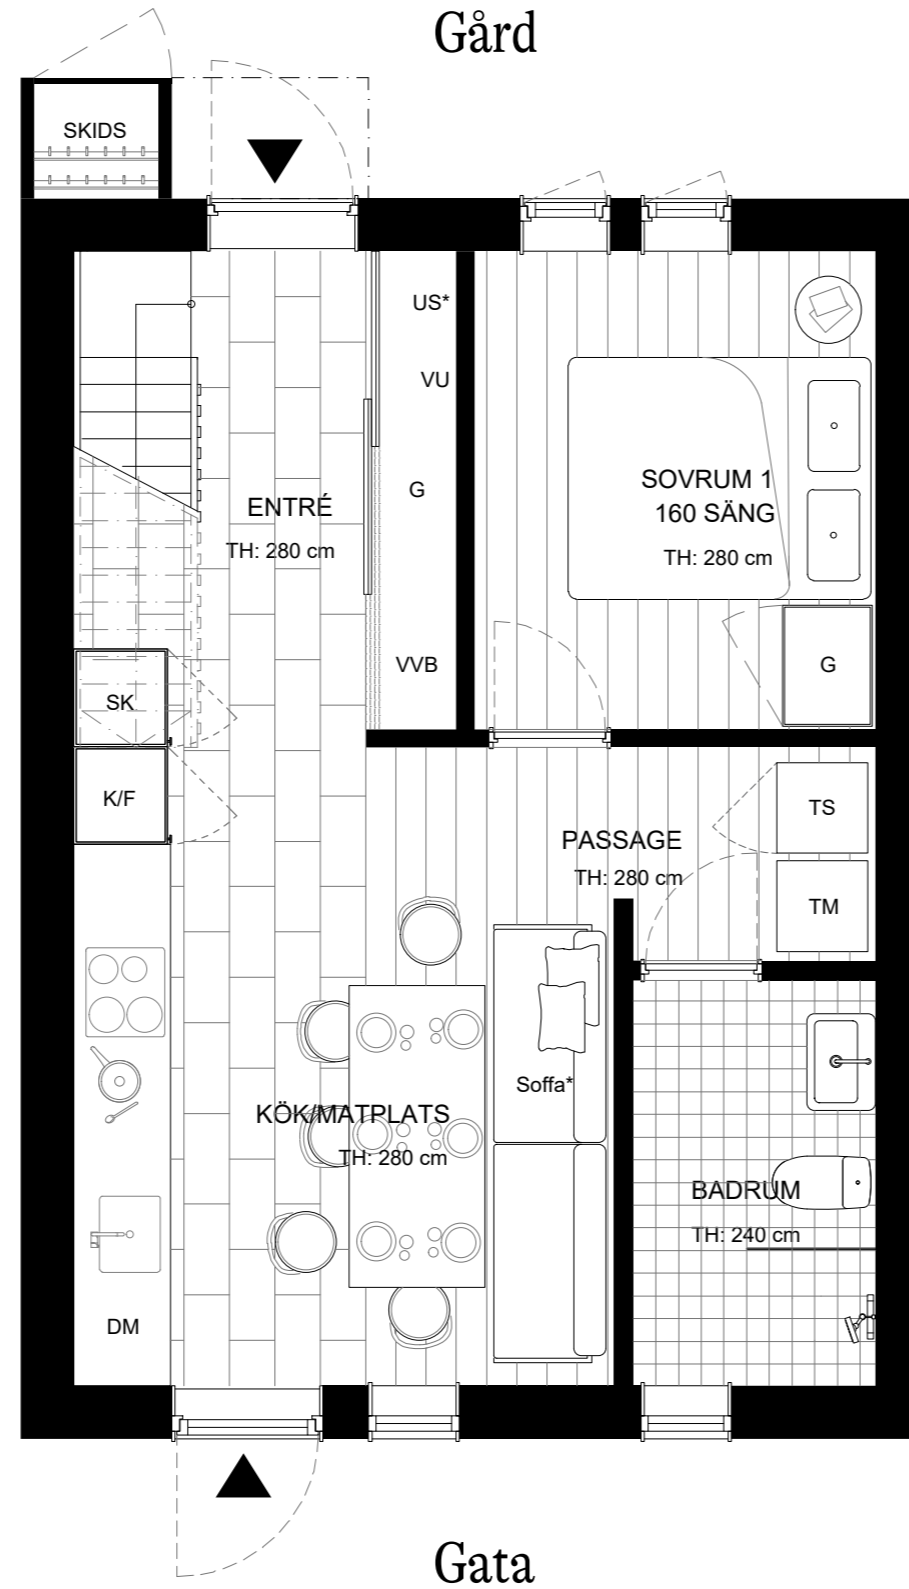 Gård
SKIDS
US*
VU
G
VVB
ENTRÉ
TH: 280 cm
SOVRUM 1
160 SÄNG
TH: 280 cm
G
SK
K/F
PASSAGE
TH: 280 cm
TS
TM
Soffa*
KÖK/MATPLATS
TH: 280 cm
BADRUM
TH: 240 cm
DM
Gata